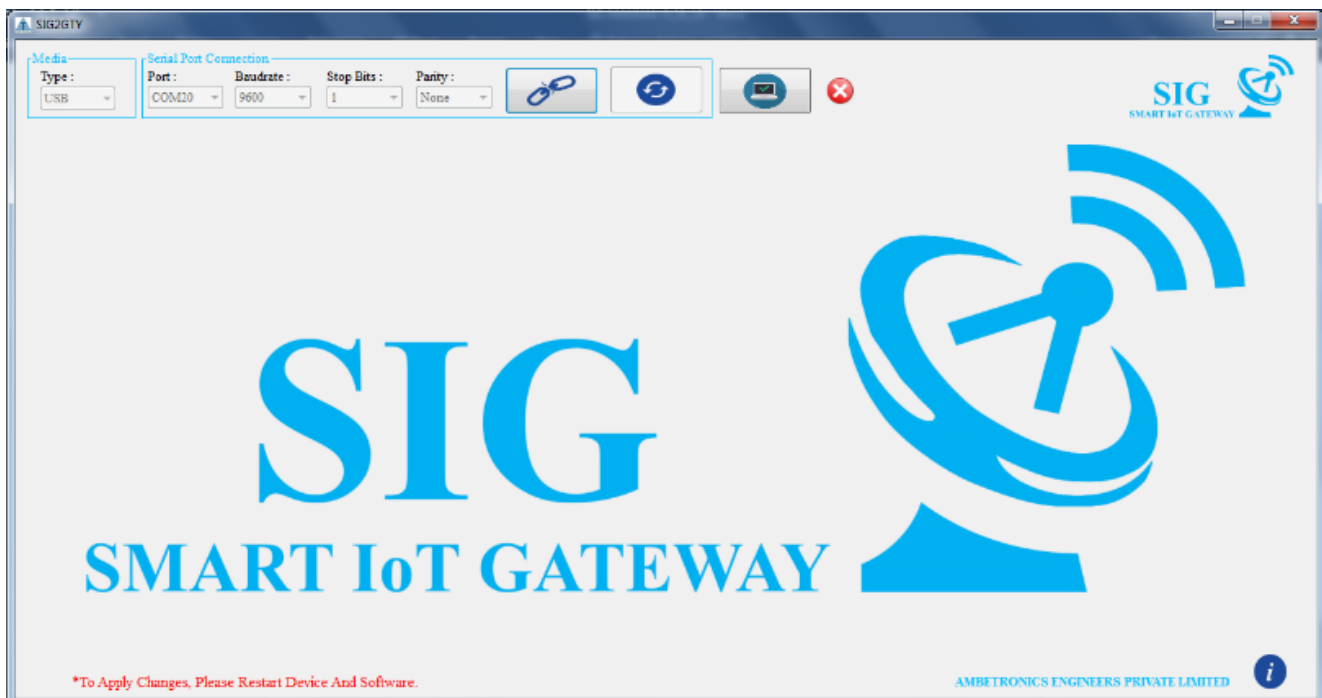 SIG2GTY
Media
Serial Port Connection
Type :
Port :
Baudrate :
Stop Bits :
Parity :
USB
COM20
9600
1
None
SIG
SMART IoT GATEWAY
SIG
SMART IoT GATEWAY
*To Apply Changes, Please Restart Device And Software.
AMBETRONICS ENGINEERS PRIVATE LIMITED
i